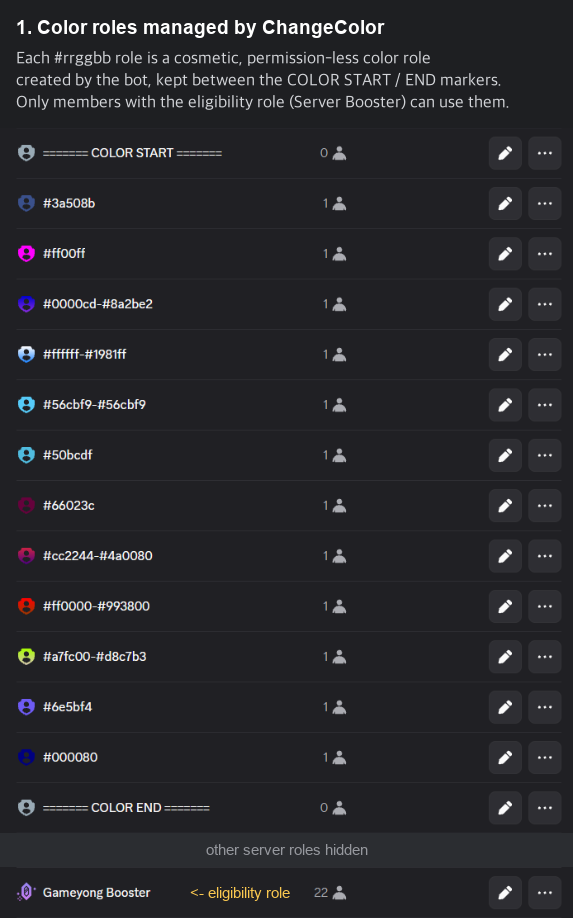 1. Color roles managed by ChangeColor
Each #rrggbb role is a cosmetic, permission-less color role
created by the bot, kept between the COLOR START / END markers.
Only members with the eligibility role (Server Booster) can use them.
======= COLOR START ======= 0
#3a508b 1
#ff00ff 1
#0000cd-#8a2be2 1
#ffffff-#1981ff 1
#56cbf9-#56cbf9 1
#50bcdf 1
#66023c 1
#cc2244-#4a0080 1
#ff0000-#993800 1
#a7fc00-#d8c7b3 1
#6e5bf4 1
#000080 1
======= COLOR END ======= 0
other server roles hidden
Gameyong Booster <- eligibility role 22